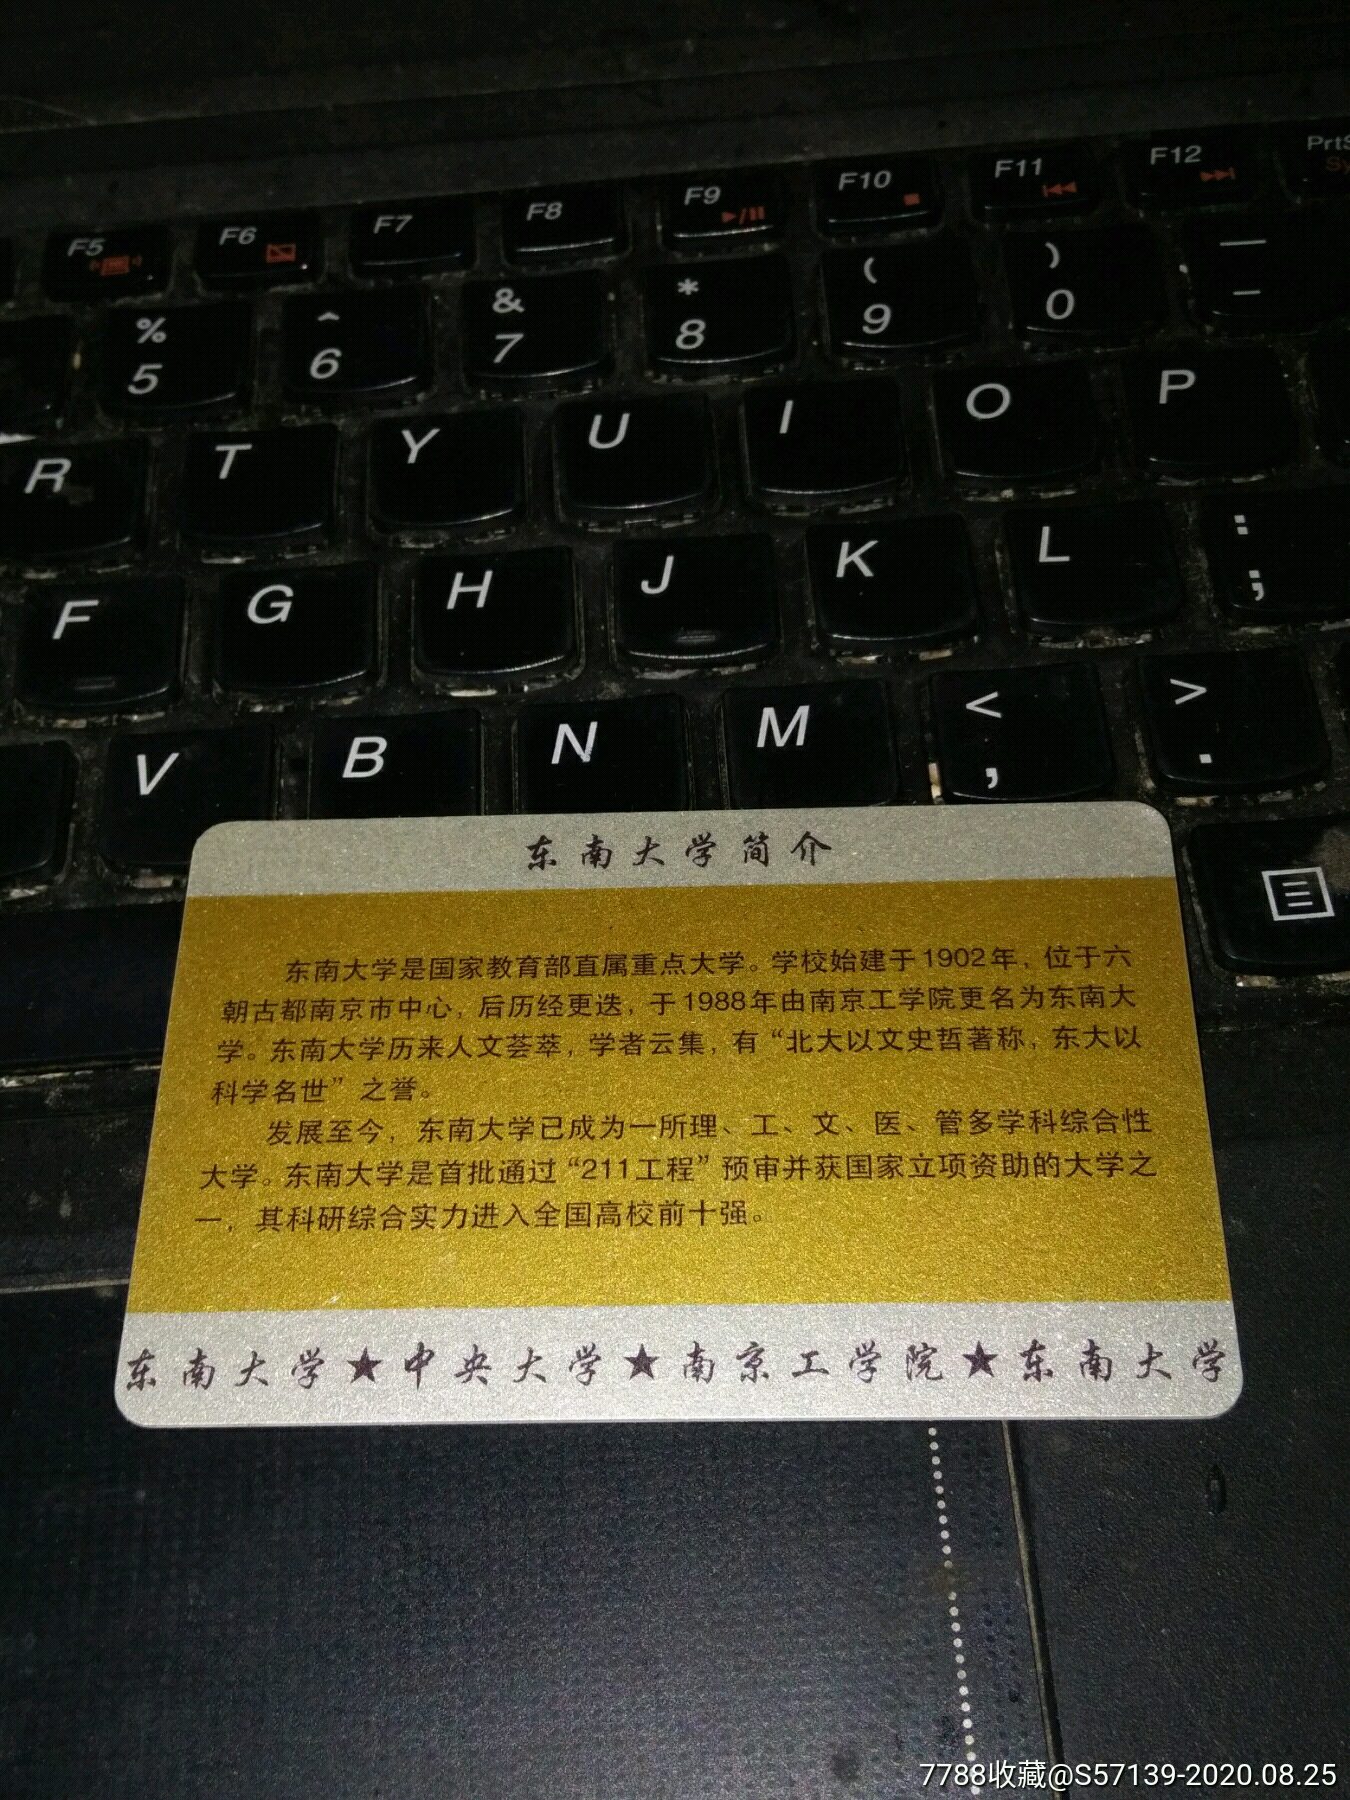 F5 F6 F7 F8 F9 F10 F11 F12
% ^ & * ( ) —
5 6 7 8 9 0 -
R T Y U I O P
F G H J K L : ;
V B N M < , > .
东南大学简介
东南大学是国家教育部直属重点大学。学校始建于1902年，位于六
朝古都南京市中心，后历经更迭，于1988年由南京工学院更名为东南大
学。东南大学历来人文荟萃，学者云集，有“北大以文史哲著称，东大以
科学名世”之誉。
发展至今，东南大学已成为一所理、工、文、医、管多学科综合性
大学。东南大学是首批通过“211工程”预审并获国家立项资助的大学之
一，其科研综合实力进入全国高校前十强。
东南大学★中央大学★南京工学院★东南大学
7788收藏@S57139-2020.08.25